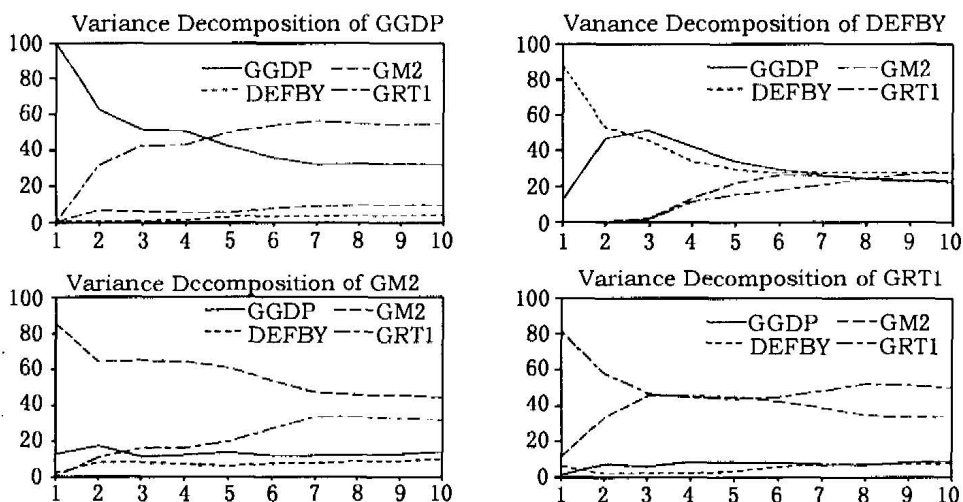 Variance Decomposition of GGDP
100
80
60
40
20
0
GGDP GM2
DEFBY GRT1
1 2 3 4 5 6 7 8 9 10
Vanance Decomposition of DEFBY
100
80
60
40
20
0
GGDP GM2
DEFBY GRT1
1 2 3 4 5 6 7 8 9 10
Variance Dccomposition of GM2
100
80
60
40
20
0
GGDP GM2
DEFBY GRT1
1 2 3 4 5 6 7 8 9 10
Variance Decomposition of GRT1
100
80
60
40
20
0
GGDP GM2
DEFBY GRT1
1 2 3 4 5 6 7 8 9 10